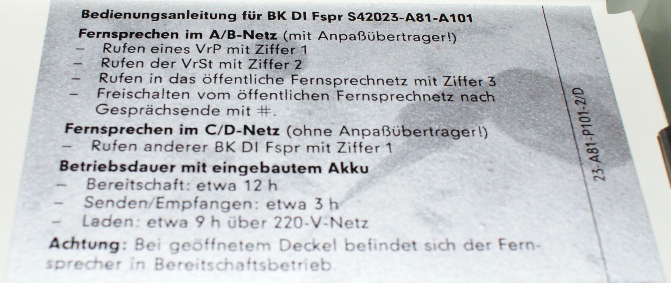 Bedienungsanleitung für BK DI Fspr S42023-A81-A101
Fernsprechen im A/B-Netz (mit Anpaßübertrager!)
– Rufen eines VrP mit Ziffer 1
– Rufen der VrSt mit Ziffer 2
– Rufen in das öffentliche Fernsprechnetz mit Ziffer 3
– Freischalten vom öffentlichen Fernsprechnetz nach
Gesprächsende mit #.
Fernsprechen im C/D-Netz (ohne Anpaßübertrager!)
– Rufen anderer BK DI Fspr mit Ziffer 1
Betriebsdauer mit eingebautem Akku
– Bereitschaft: etwa 12 h
– Senden/Empfangen: etwa 3 h
– Laden: etwa 9 h über 220-V-Netz
Achtung: Bei geöffnetem Deckel befindet sich der Fern-
sprecher in Bereitschaftsbetrieb
23-A81-P101-2/D